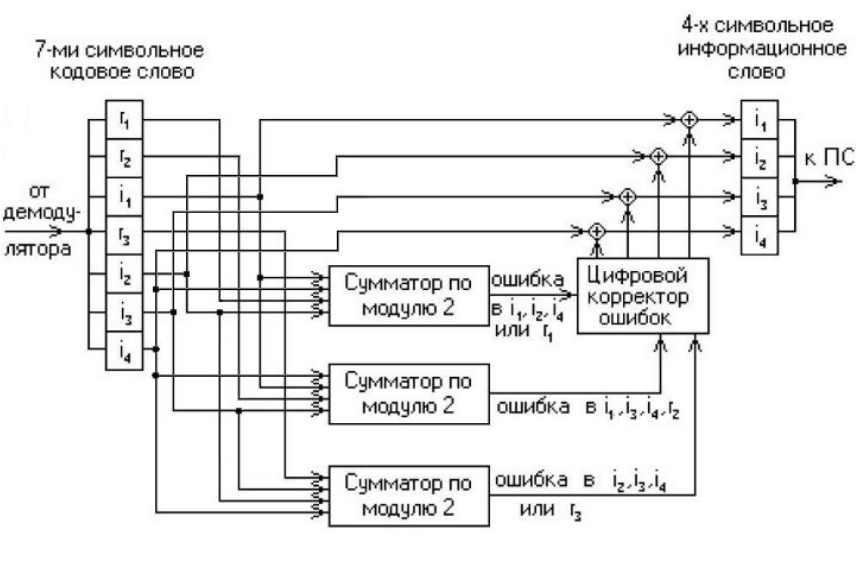 7-ми символьное
кодовое слово
4-х символьное
информационное
слово
r₁
r₂
i₁
r₃
i₂
i₃
i₄
от
демоду-
лятора
i₁
i₂
i₃
i₄
к ПС
Сумматор по
модулю 2
ошибка
в i₁, i₂, i₄
или r₁
Цифровой
корректор
ошибок
Сумматор по
модулю 2
ошибка в i₁,i₃,i₄,r₂
Сумматор по
модулю 2
ошибка в i₂,i₃,i₄
или r₃